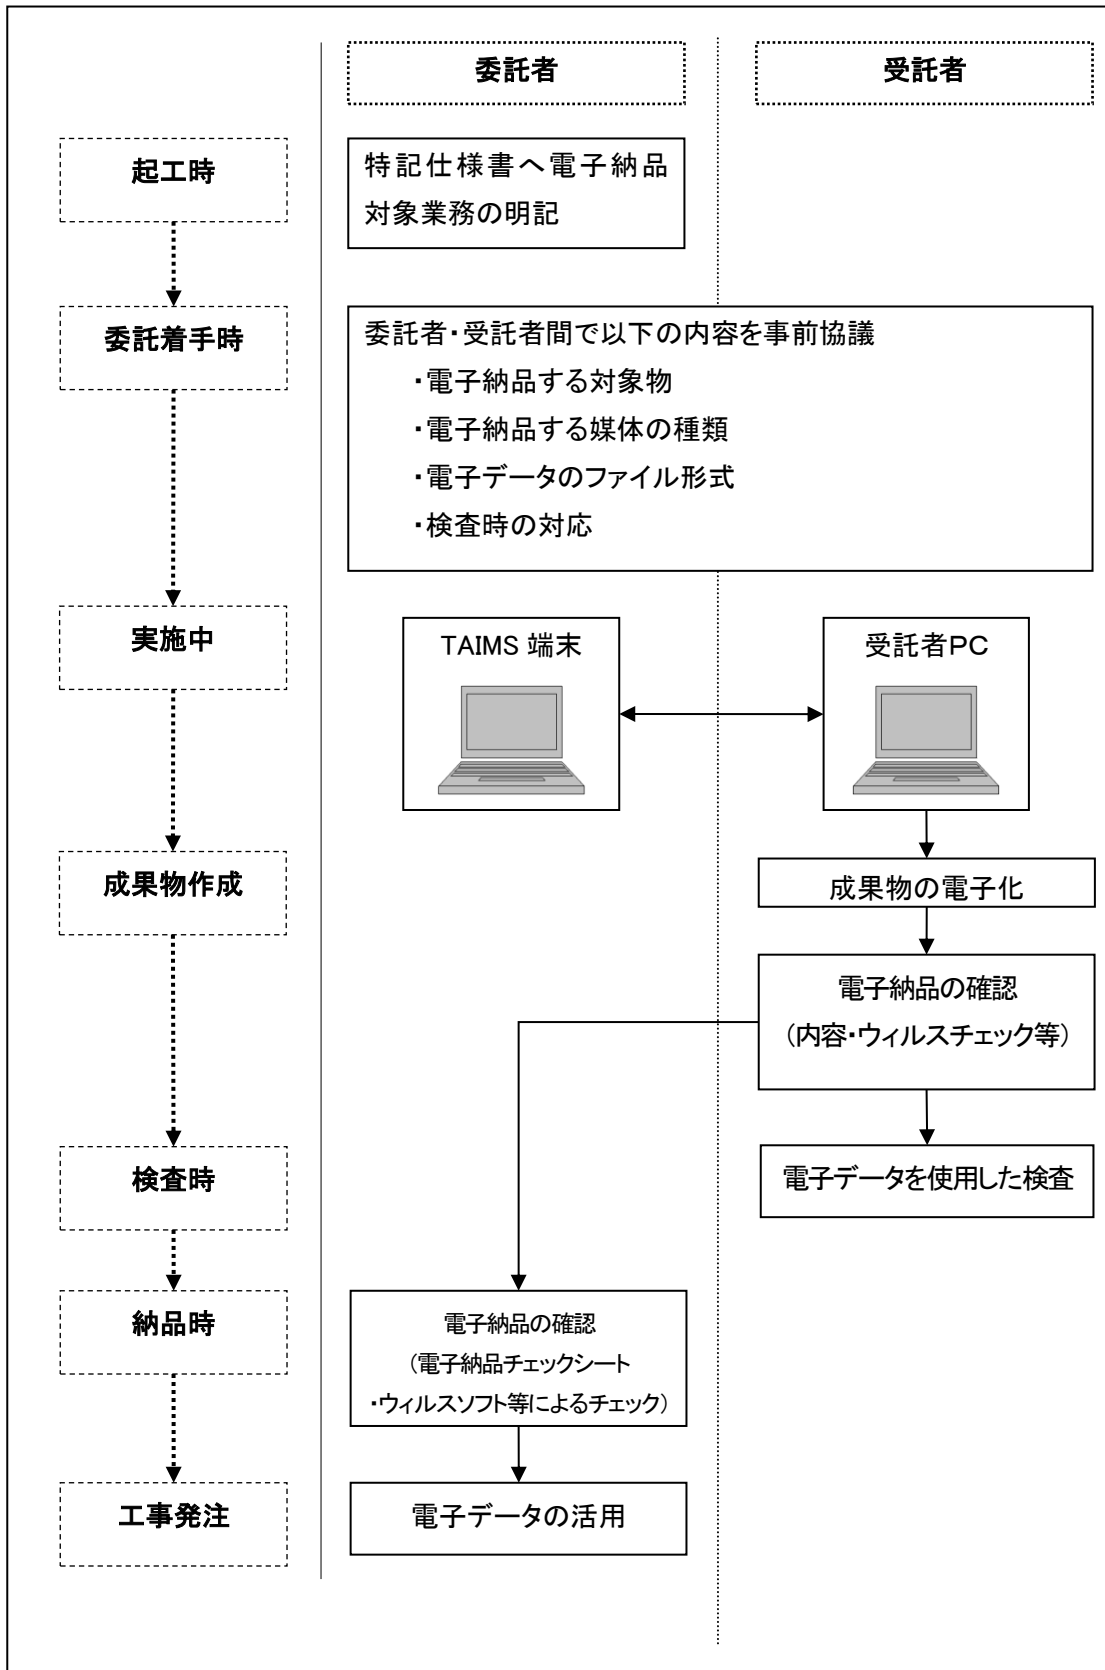 委託者
受託者
起工時
特記仕様書へ電子納品
対象業務の明記
委託着手時
委託者・受託者間で以下の内容を事前協議
・電子納品する対象物
・電子納品する媒体の種類
・電子データのファイル形式
・検査時の対応
実施中
TAIMS 端末
受託者PC
成果物作成
成果物の電子化
電子納品の確認
（内容・ウィルスチェック等）
検査時
電子データを使用した検査
納品時
電子納品の確認
（電子納品チェックシート
・ウィルスソフト等によるチェック）
工事発注
電子データの活用